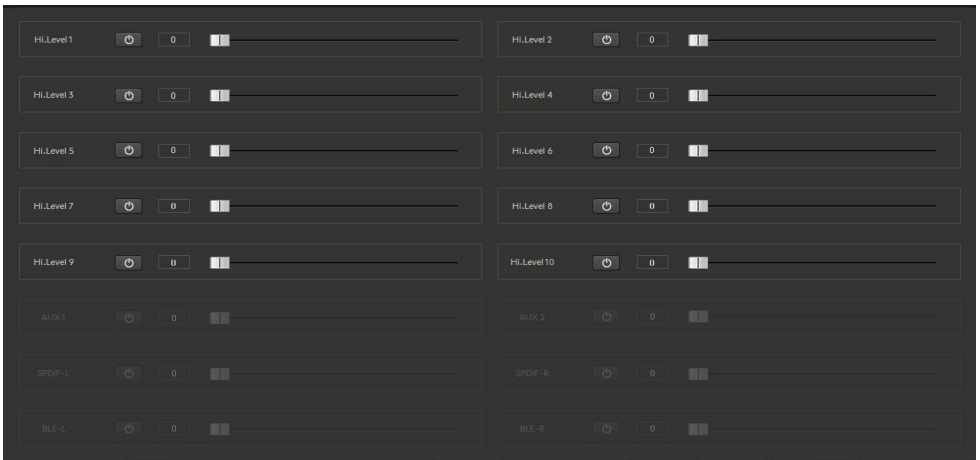 Hi.Level 1 0 Hi.Level 2 0
Hi.Level 3 0 Hi.Level 4 0
Hi.Level 5 0 Hi.Level 6 0
Hi.Level 7 0 Hi.Level 8 0
Hi.Level 9 0 Hi.Level 10 0
AUX 1 0 AUX 2 0
SPDIF-L 0 SPDIF-R 0
BLE-L 0 BLE-R 0